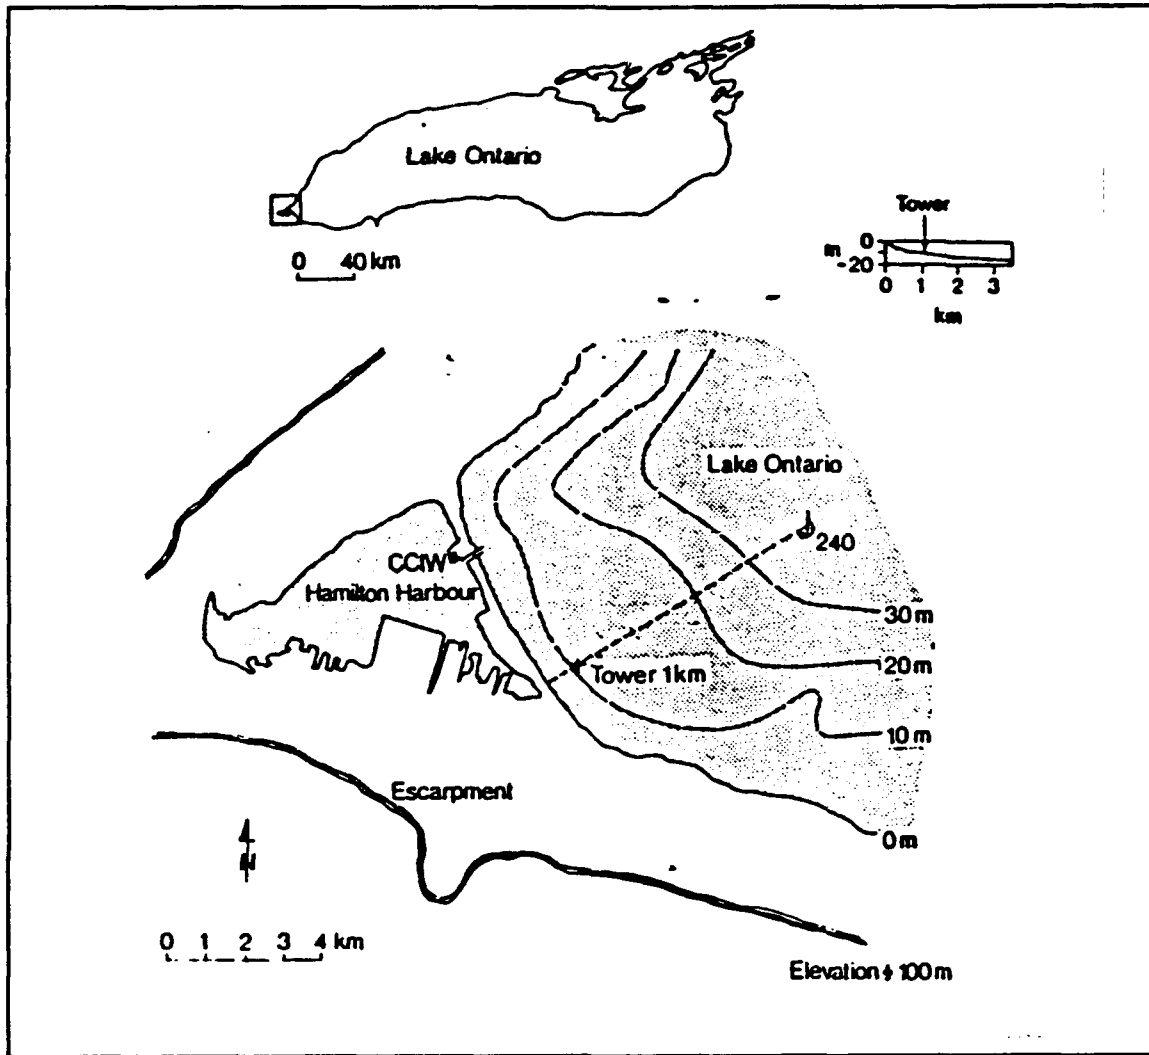 Lake Ontario
0 40 km
Tower
m
0
-20
0 1 2 3
km
Lake Ontario
240
CCIW
Hamilton Harbour
30 m
20m
Tower 1km
10 m
Escarpment
0 m
N
0 1 2 3 4 km
Elevation + 100 m